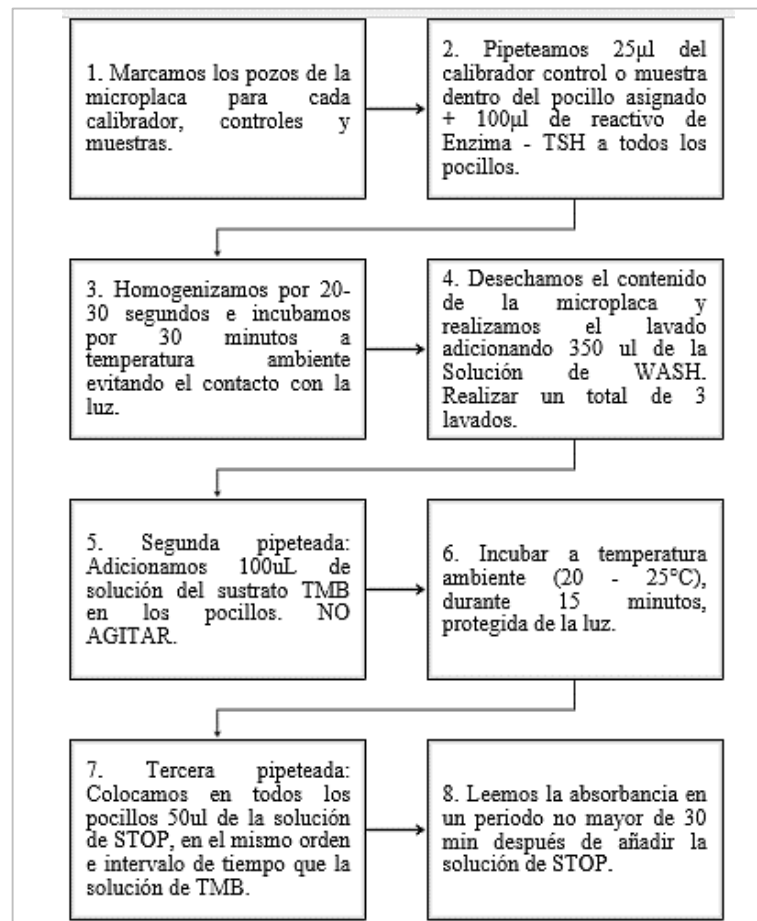 1. Marcamos los pozos de la
microplaca para cada
calibrador, controles y
muestras.
2. Pipeteamos 25µl del
calibrador control o muestra
dentro del pocillo asignado
+ 100µl de reactivo de
Enzima - TSH a todos los
pocillos.
3. Homogenizamos por 20-
30 segundos e incubamos
por 30 minutos a
temperatura ambiente
evitando el contacto con la
luz.
4. Desechamos el contenido
de la microplaca y
realizamos el lavado
adicionando 350 ul de la
Solución de WASH.
Realizar un total de 3
lavados.
5. Segunda pipeteada:
Adicionamos 100uL de
solución del sustrato TMB
en los pocillos. NO
AGITAR.
6. Incubar a temperatura
ambiente (20 - 25°C),
durante 15 minutos,
protegida de la luz.
7. Tercera pipeteada:
Colocamos en todos los
pocillos 50ul de la solución
de STOP, en el mismo orden
e intervalo de tiempo que la
solución de TMB.
8. Leemos la absorbancia en
un periodo no mayor de 30
min después de añadir la
solución de STOP.